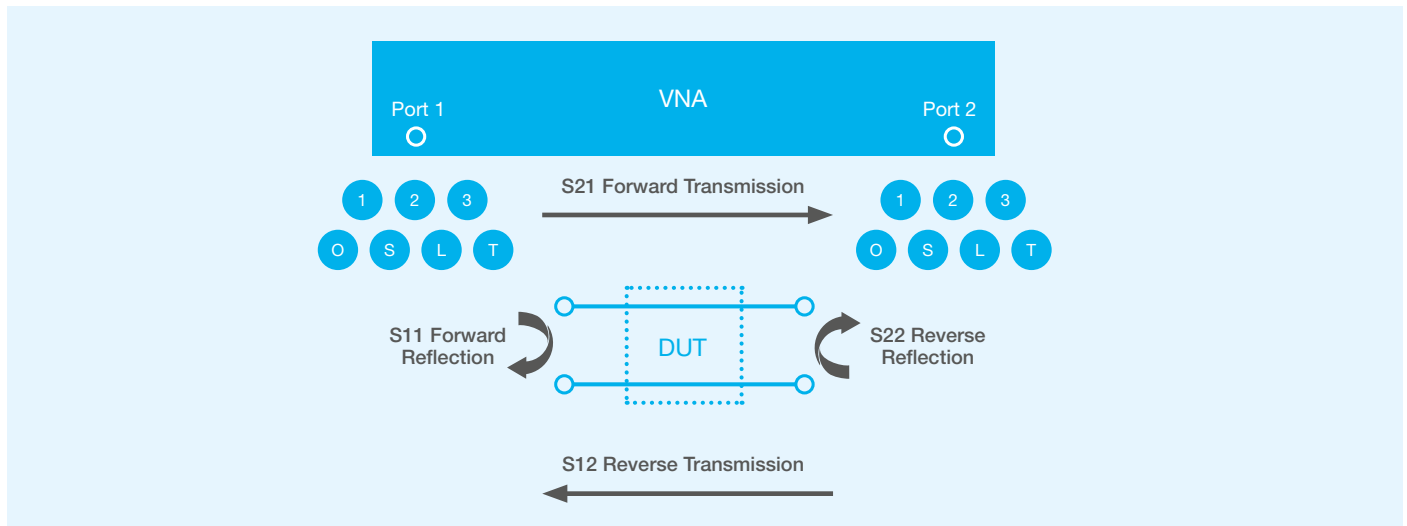 VNA
Port 1
Port 2
S21 Forward Transmission
1 2 3
1 2 3
O S L T
O S L T
S11 Forward
Reflection
DUT
S22 Reverse
Reflection
S12 Reverse Transmission